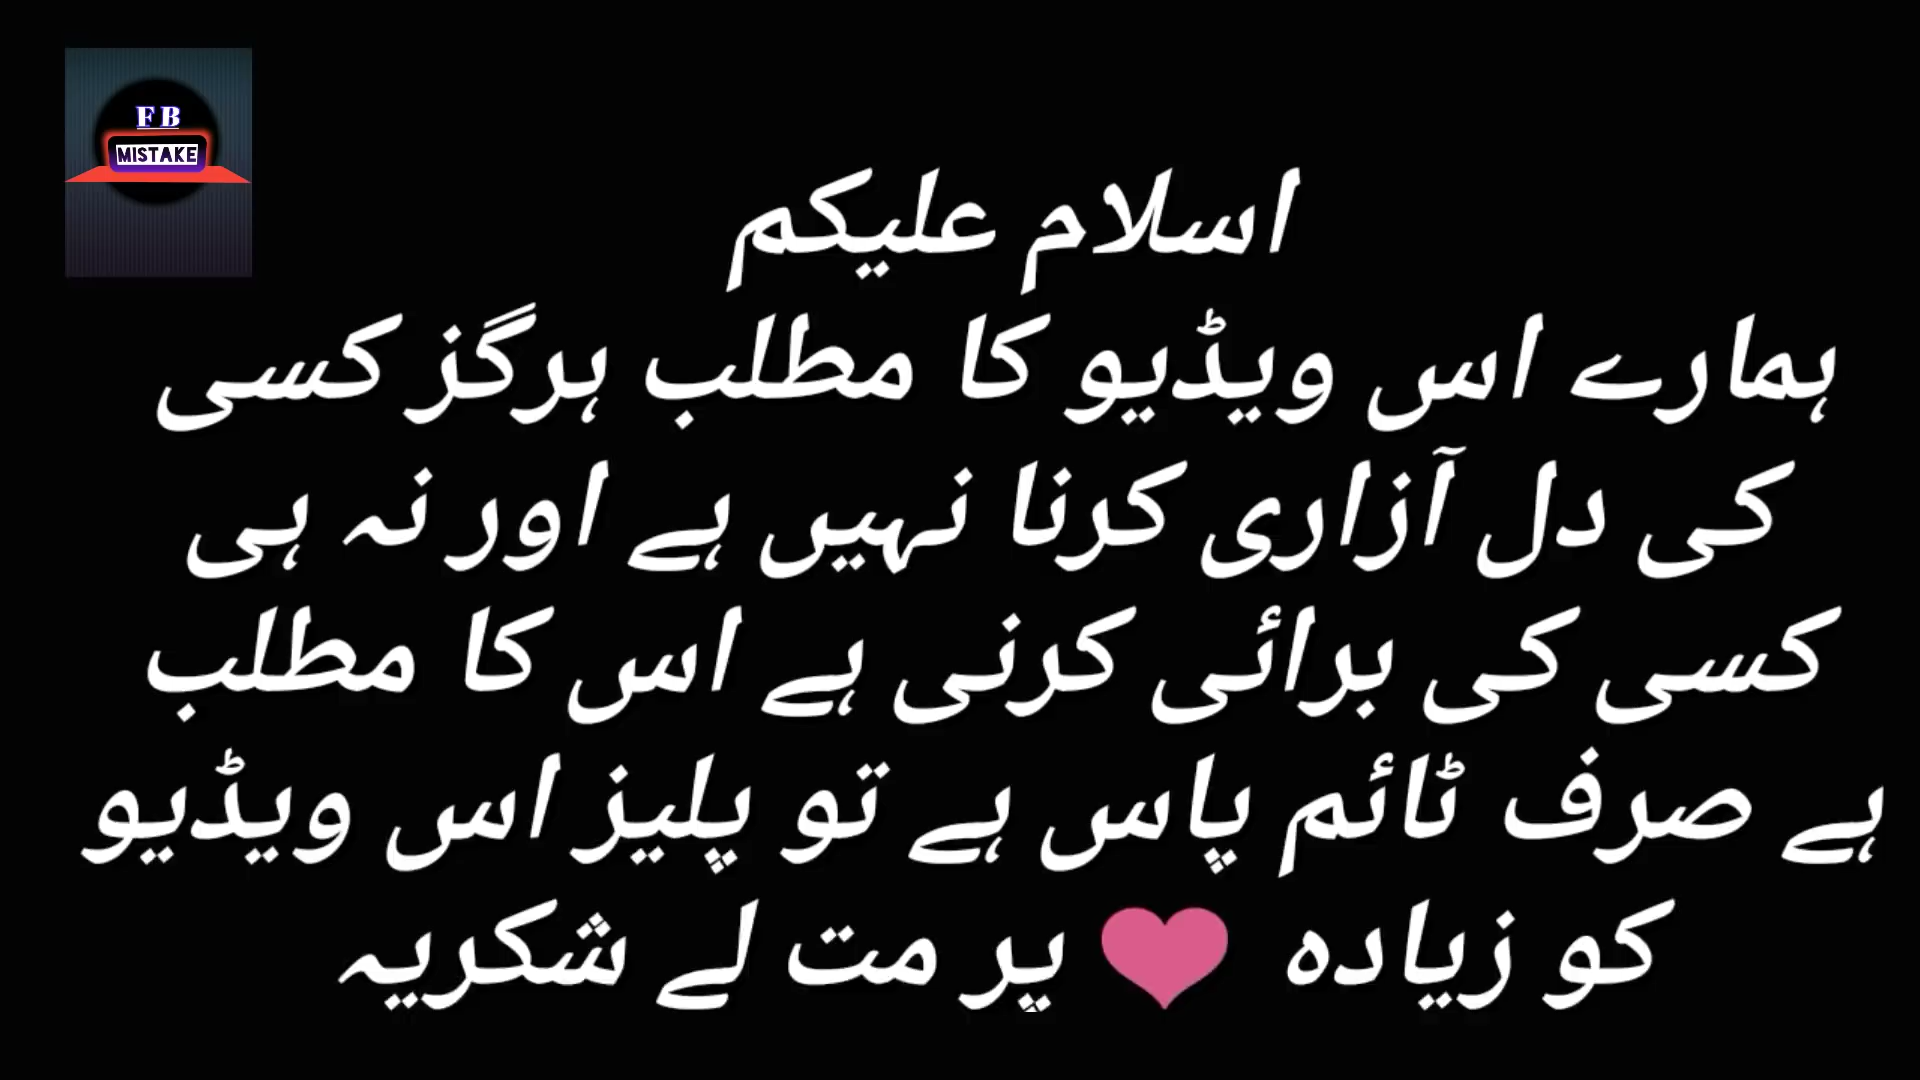 F B
MISTAKE
اسلام علیکم
ہمارے اس ویڈیو کا مطلب ہرگز کسی
کی دل آزاری کرنا نہیں ہے اور نہ ہی
کسی کی برائی کرنی ہے اس کا مطلب
ہے صرف ٹائم پاس ہے تو پلیز اس ویڈیو
کو زیادہ ❤ پر مت لے شکریہ